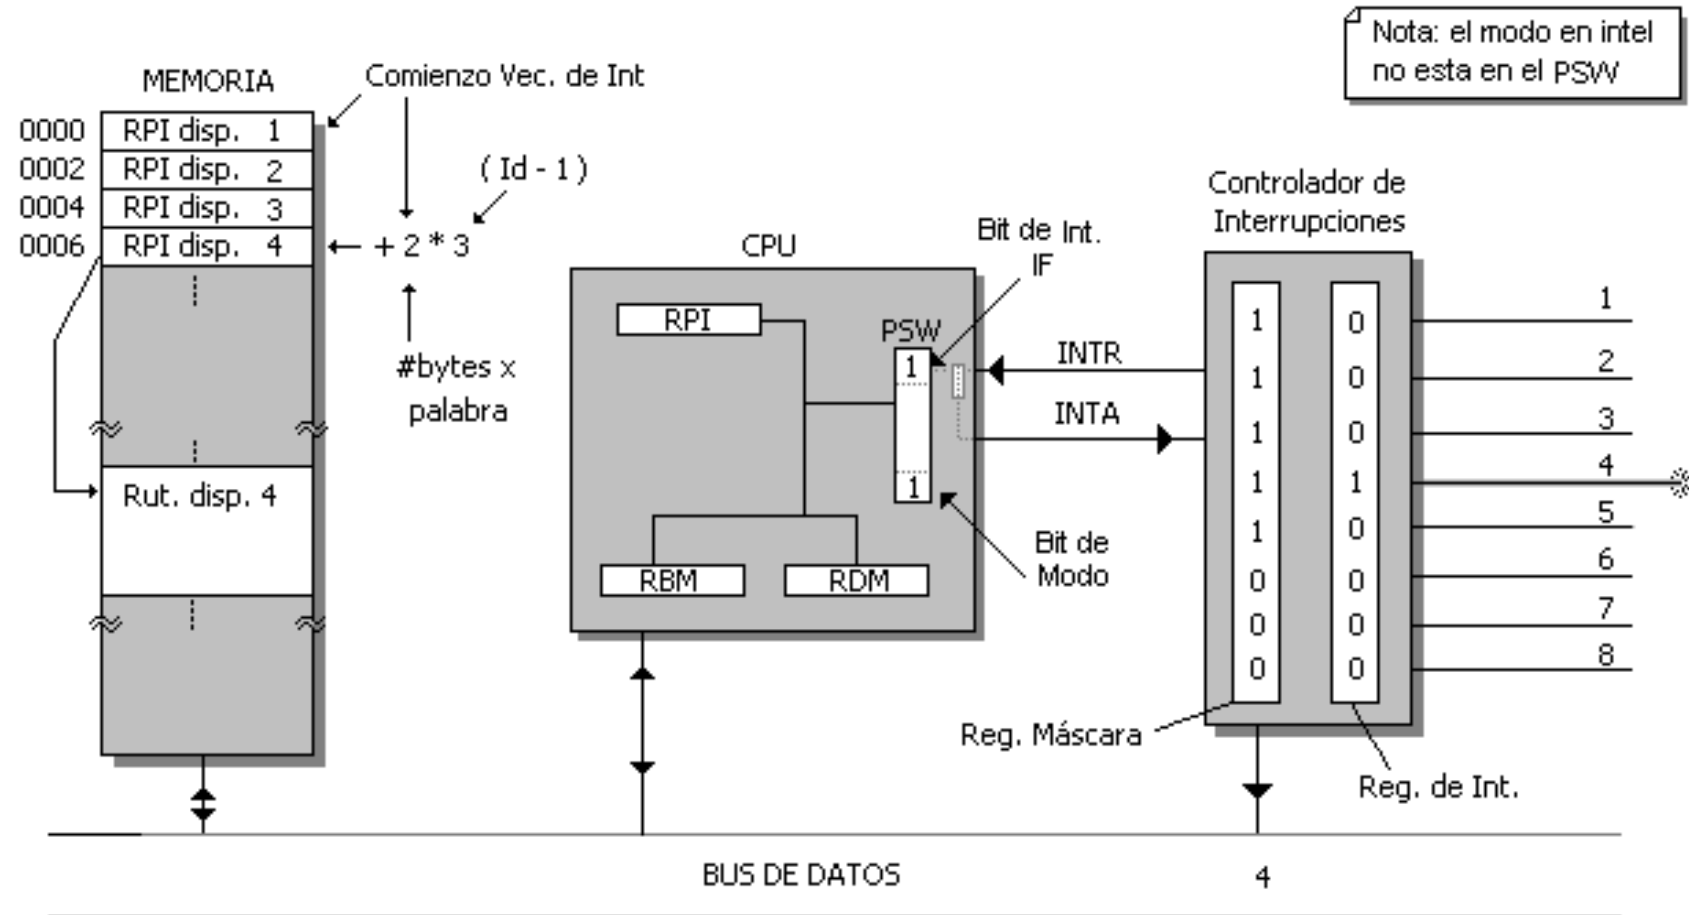 Nota: el modo en intel
no esta en el PSW
MEMORIA
Comienzo Vec. de Int
0000 RPI disp. 1
0002 RPI disp. 2
0004 RPI disp. 3
0006 RPI disp. 4
( Id - 1 )
+ 2 * 3
#bytes x
palabra
Rut. disp. 4
CPU
RPI
PSW
1
1
RBM
RDM
Bit de Int.
IF
INTR
INTA
Bit de
Modo
Controlador de
Interrupciones
1 0 1
1 0 2
1 0 3
1 1 4
1 0 5
0 0 6
0 0 7
0 0 8
Reg. Máscara
Reg. de Int.
BUS DE DATOS 4